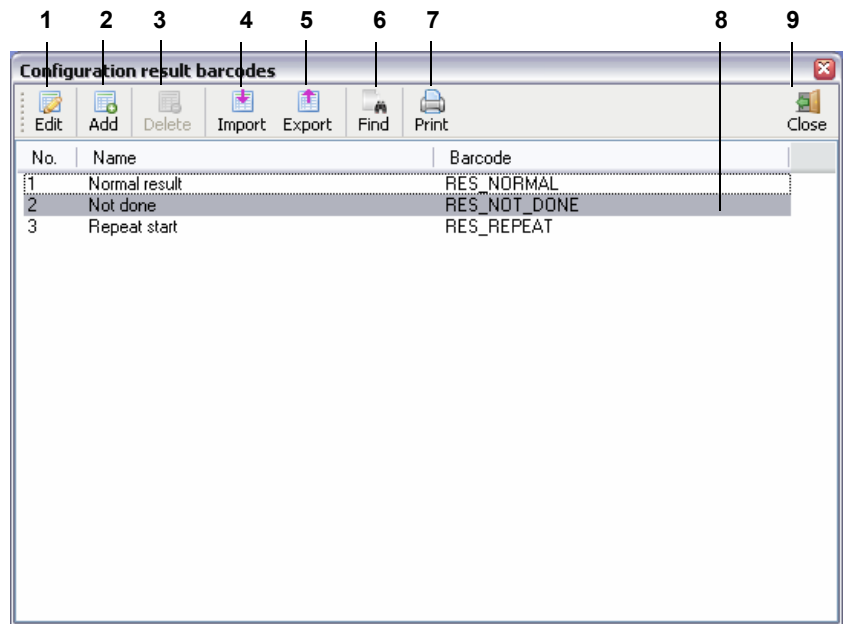 1 2 3 4 5 6 7 8 9
Configuration result barcodes
Edit Add Delete Import Export Find Print Close
No. Name Barcode
1 Normal result RES_NORMAL
2 Not done RES_NOT_DONE
3 Repeat start RES_REPEAT